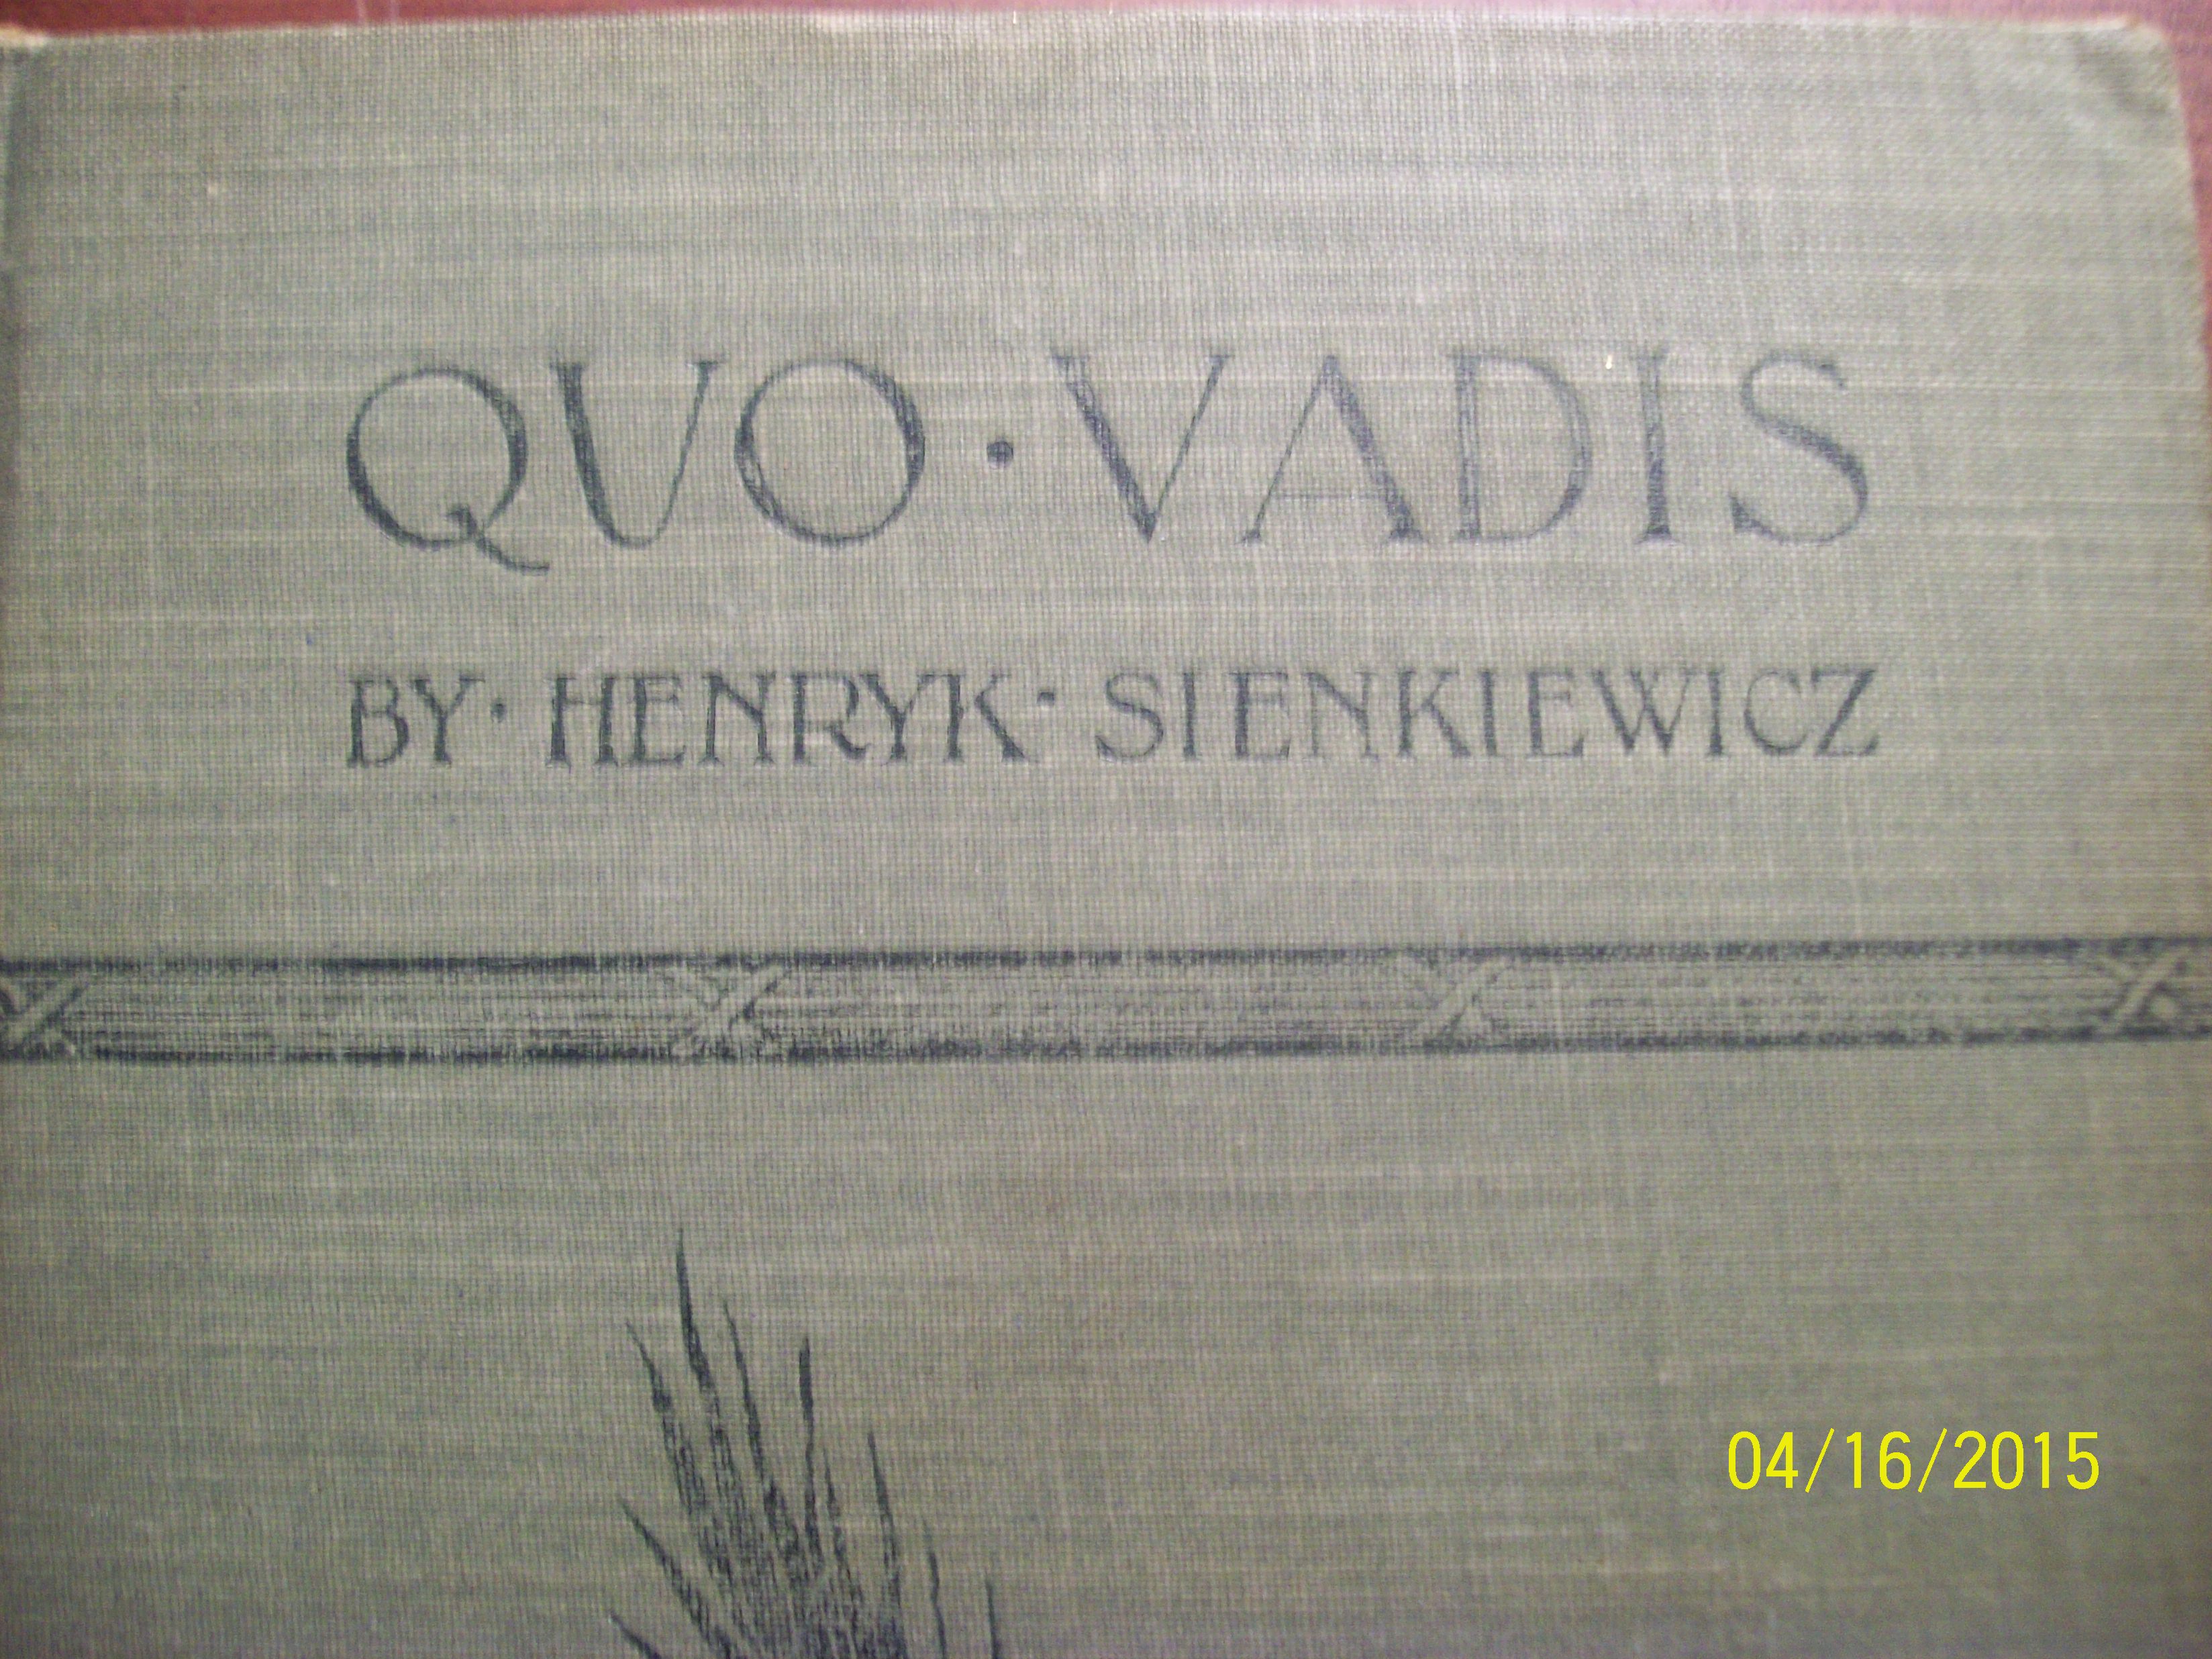 QUO · VADIS
BY · HENRYK · SIENKIEWICZ
04/16/2015